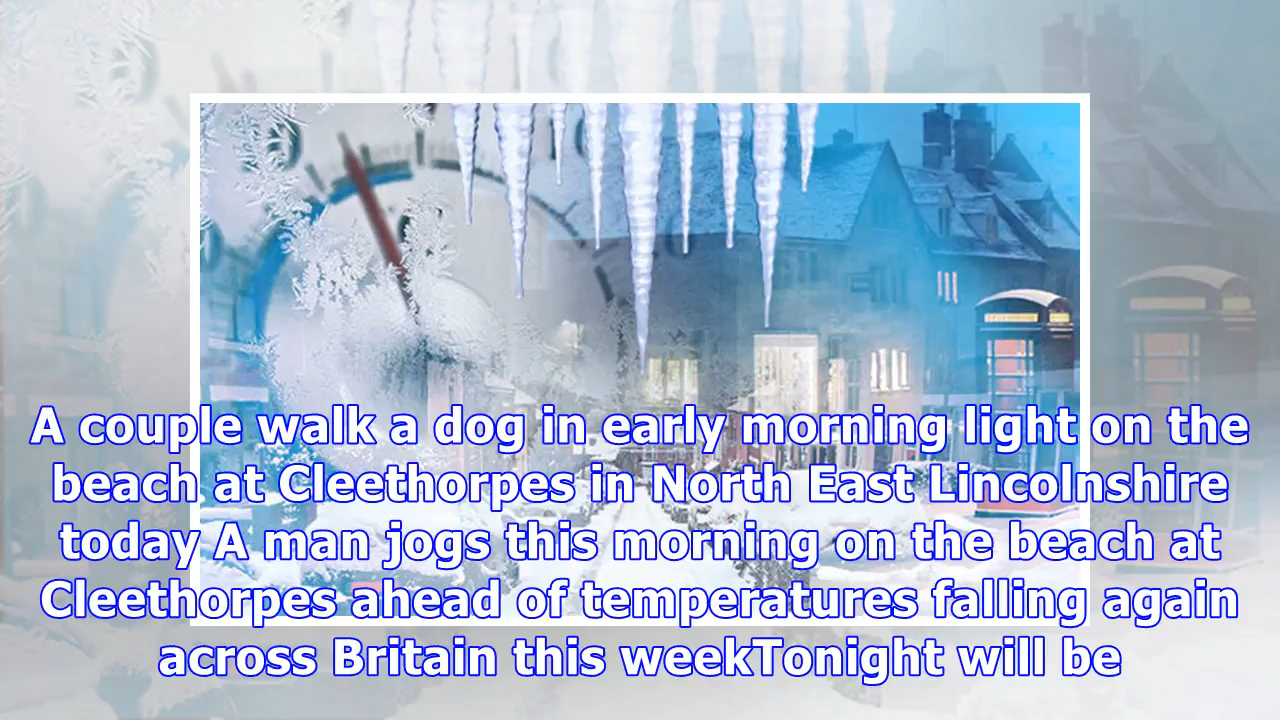 A couple walk a dog in early morning light on the
beach at Cleethorpes in North East Lincolnshire
today A man jogs this morning on the beach at
Cleethorpes ahead of temperatures falling again
across Britain this weekTonight will be